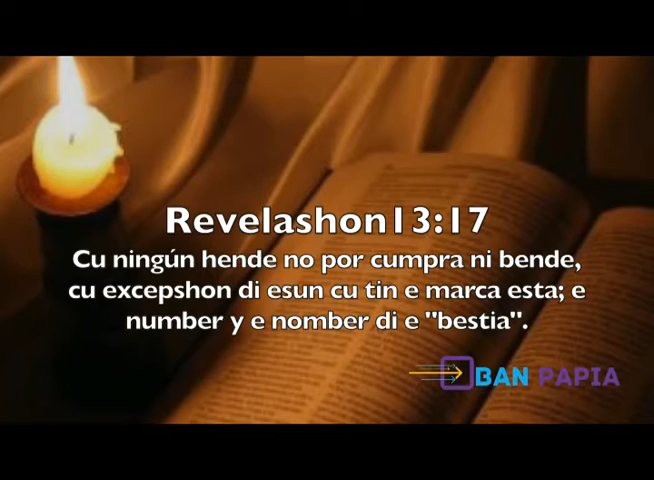 Revelashon13:17
Cu ningún hende no por cumpra ni bende,
cu excepshon di esun cu tin e marca esta; e
number y e nomber di e "bestia".
BAN PAPIA